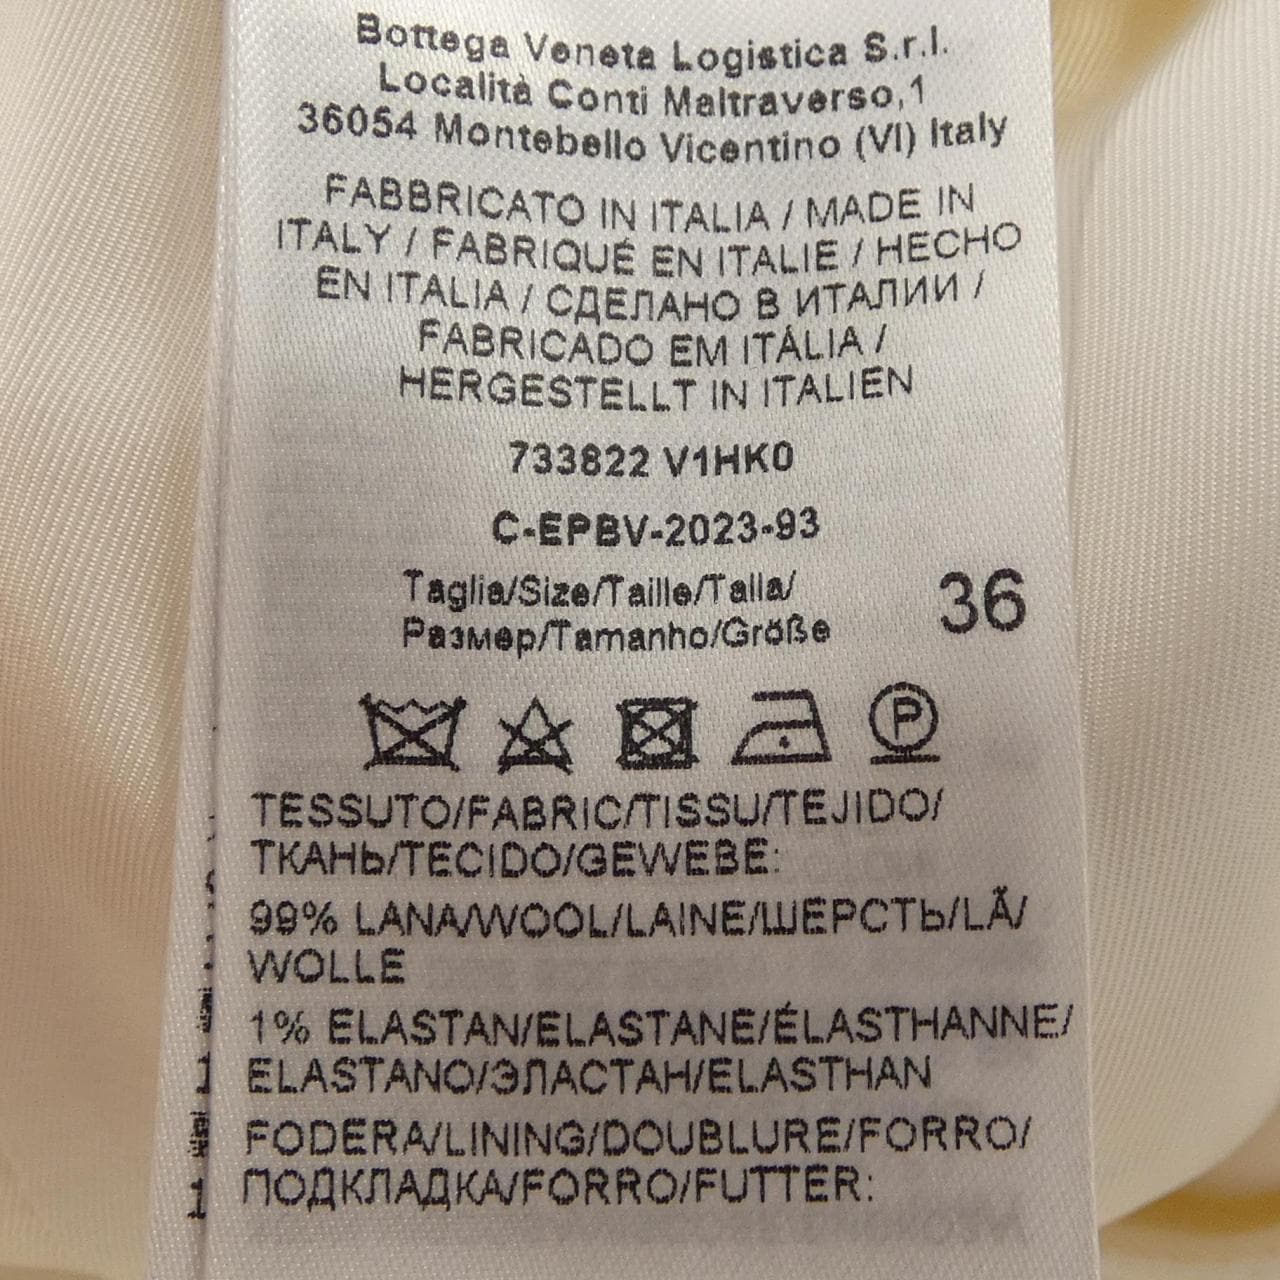 Bottega Veneta Logistica S.r.l.
Località Conti Maltraverso,1
36054 Montebello Vicentino (VI) Italy
FABBRICATO IN ITALIA / MADE IN
ITALY / FABRIQUÉ EN ITALIE / HECHO
EN ITALIA / СДЕЛАНО В ИТАЛИИ /
FABRICADO EM ITÁLIA /
HERGESTELLT IN ITALIEN
733822 V1HK0
C-EPBV-2023-93
Taglia/Size/Taille/Talla/
Размер/Tamanho/Größe
36
P
TESSUTO/FABRIC/TISSU/TEJIDO/
ТКАНЬ/TECIDO/GEWEBE:
99% LANA/WOOL/LAINE/ШЕРСТЬ/LÃ/
WOLLE
1% ELASTAN/ELASTANE/ÉLASTHANNE/
ELASTANO/ЭЛАСТАН/ELASTHAN
FODERA/LINING/DOUBLURE/FORRO/
ПОДКЛАДКА/FORRO/FUTTER: